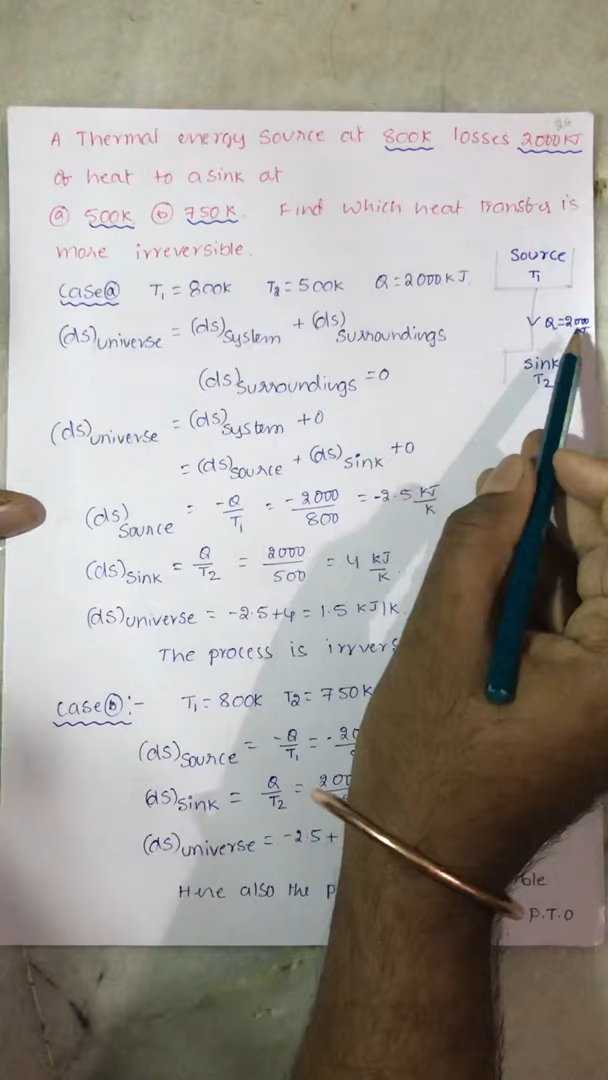 A Thermal energy source at 800K losses 2000KJ
of heat to a sink at
ⓐ 500K ⓑ 750K. Find which heat transfer is
more irreversible.
Source
T₁
Case ⓐ T₁ = 800K T₂ = 500K Q = 2000KJ
Q = 2000
(ds)universe = (ds)system + (ds)surroundings
sink
T₂
(ds)surroundings = 0
(ds)universe = (ds)system + 0
= (ds)source + (ds)sink + 0
(ds)source = -Q/T₁ = -2000/800 = -2.5 KJ/K
(ds)sink = Q/T₂ = 2000/500 = 4 KJ/K
(ds)universe = -2.5+4 = 1.5 KJ/K.
The process is
Case ⓑ :- T₁ = 800K T₂ = 750K
(ds)source = -Q/T₁ = -
(ds)sink = Q/T₂ =
(ds)universe = -2.5 +
Here also the
P.T.O